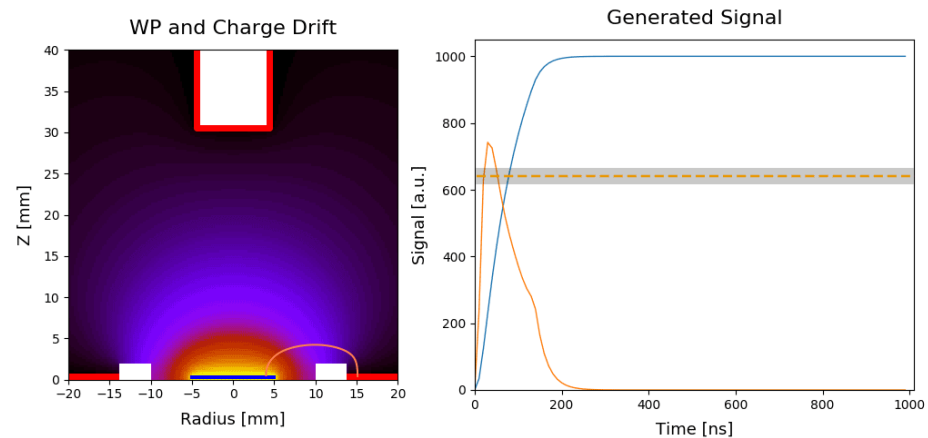 WP and Charge Drift
40
35
30
25
20
15
10
5
0
Z [mm]
−20 −15 −10 −5 0 5 10 15 20
Radius [mm]
Generated Signal
1000
800
600
400
200
0
Signal [a.u.]
0 200 400 600 800 1000
Time [ns]